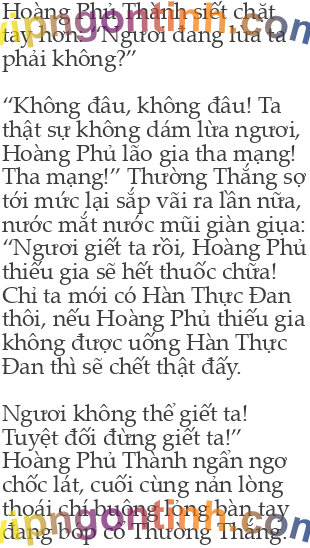 Hoàng Phủ Thành siết chặt
tay hơn: “Ngươi đang lừa ta
phải không?”
“Không đâu, không đâu! Ta
thật sự không dám lừa ngươi,
Hoàng Phủ lão gia tha mạng!
Tha mạng!” Thường Thắng sợ
tới mức lại sắp vãi ra lần nữa,
nước mắt nước mũi giàn giụa:
“Ngươi giết ta rồi, Hoàng Phủ
thiếu gia sẽ hết thuốc chữa!
Chỉ ta mới có Hàn Thực Đan
thôi, nếu Hoàng Phủ thiếu gia
không được uống Hàn Thực
Đan thì sẽ chết thật đấy.
Ngươi không thể giết ta!
Tuyệt đối đừng giết ta!”
Hoàng Phủ Thành ngẩn ngơ
chốc lát, cuối cùng nản lòng
thoái chí buông lỏng bàn tay
đang bóp cổ Thường Thắng.
vipngontinh.com
vipngontinh.com